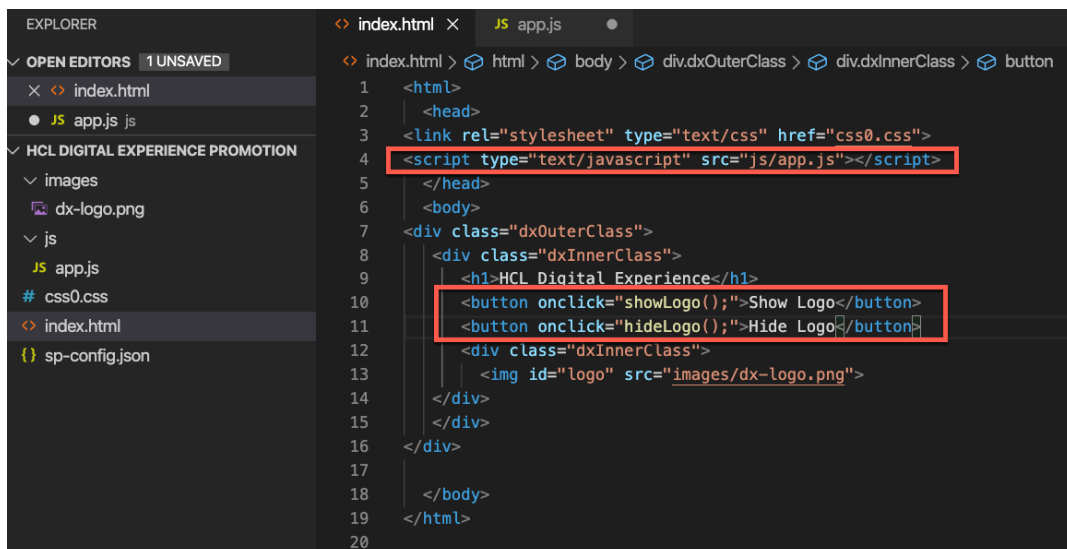 EXPLORER
OPEN EDITORS 1 UNSAVED
index.html
JS app.js js
HCL DIGITAL EXPERIENCE PROMOTION
images
dx-logo.png
js
JS app.js
# css0.css
<> index.html
{} sp-config.json
<> index.html JS app.js
<> index.html > html > body > div.dxOuterClass > div.dxInnerClass > button
1 <html>
2 <head>
3 <link rel="stylesheet" type="text/css" href="css0.css">
4 <script type="text/javascript" src="js/app.js"></script>
5 </head>
6 <body>
7 <div class="dxOuterClass">
8 <div class="dxInnerClass">
9 <h1>HCL Digital Experience</h1>
10 <button onclick="showLogo();">Show Logo</button>
11 <button onclick="hideLogo();">Hide Logo</button>
12 <div class="dxInnerClass">
13 <img id="logo" src="images/dx-logo.png">
14 </div>
15 </div>
16 </div>
17
18 </body>
19 </html>
20